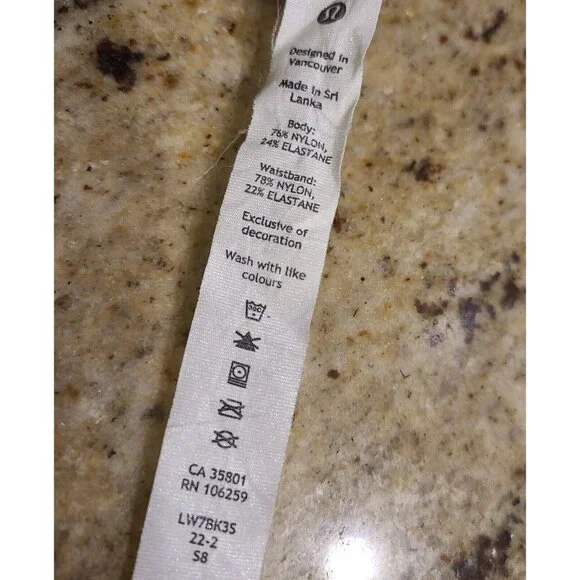 Designed in
Vancouver
Made in Sri
Lanka
Body:
76% NYLON,
24% ELASTANE
Waistband:
78% NYLON,
22% ELASTANE
Exclusive of
decoration
Wash with like
colours
30C
CA 35801
RN 106259
LW7BK3S
22-2
S8